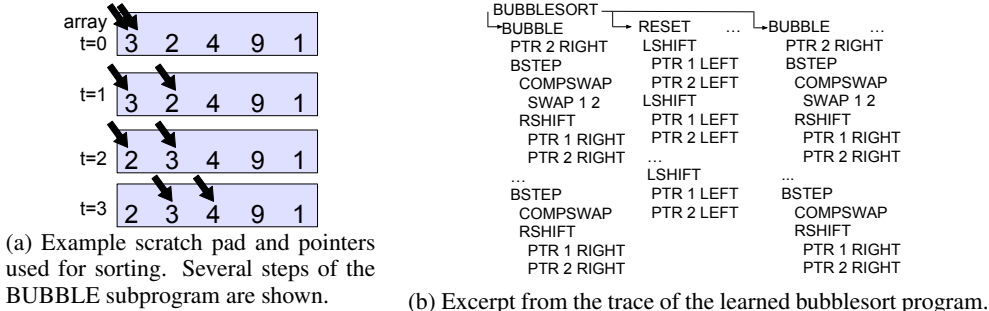 array
t=0 3 2 4 9 1
t=1 3 2 4 9 1
t=2 2 3 4 9 1
t=3 2 3 4 9 1
(a) Example scratch pad and pointers
used for sorting. Several steps of the
BUBBLE subprogram are shown.
BUBBLESORT
BUBBLE
PTR 2 RIGHT
BSTEP
COMPSWAP
SWAP 1 2
RSHIFT
PTR 1 RIGHT
PTR 2 RIGHT
...
BSTEP
COMPSWAP
RSHIFT
PTR 1 RIGHT
PTR 2 RIGHT
RESET ...
LSHIFT
PTR 1 LEFT
PTR 2 LEFT
LSHIFT
PTR 1 LEFT
PTR 2 LEFT
...
LSHIFT
PTR 1 LEFT
PTR 2 LEFT
BUBBLE ...
PTR 2 RIGHT
BSTEP
COMPSWAP
SWAP 1 2
RSHIFT
PTR 1 RIGHT
PTR 2 RIGHT
...
BSTEP
COMPSWAP
RSHIFT
PTR 1 RIGHT
PTR 2 RIGHT
(b) Excerpt from the trace of the learned bubblesort program.